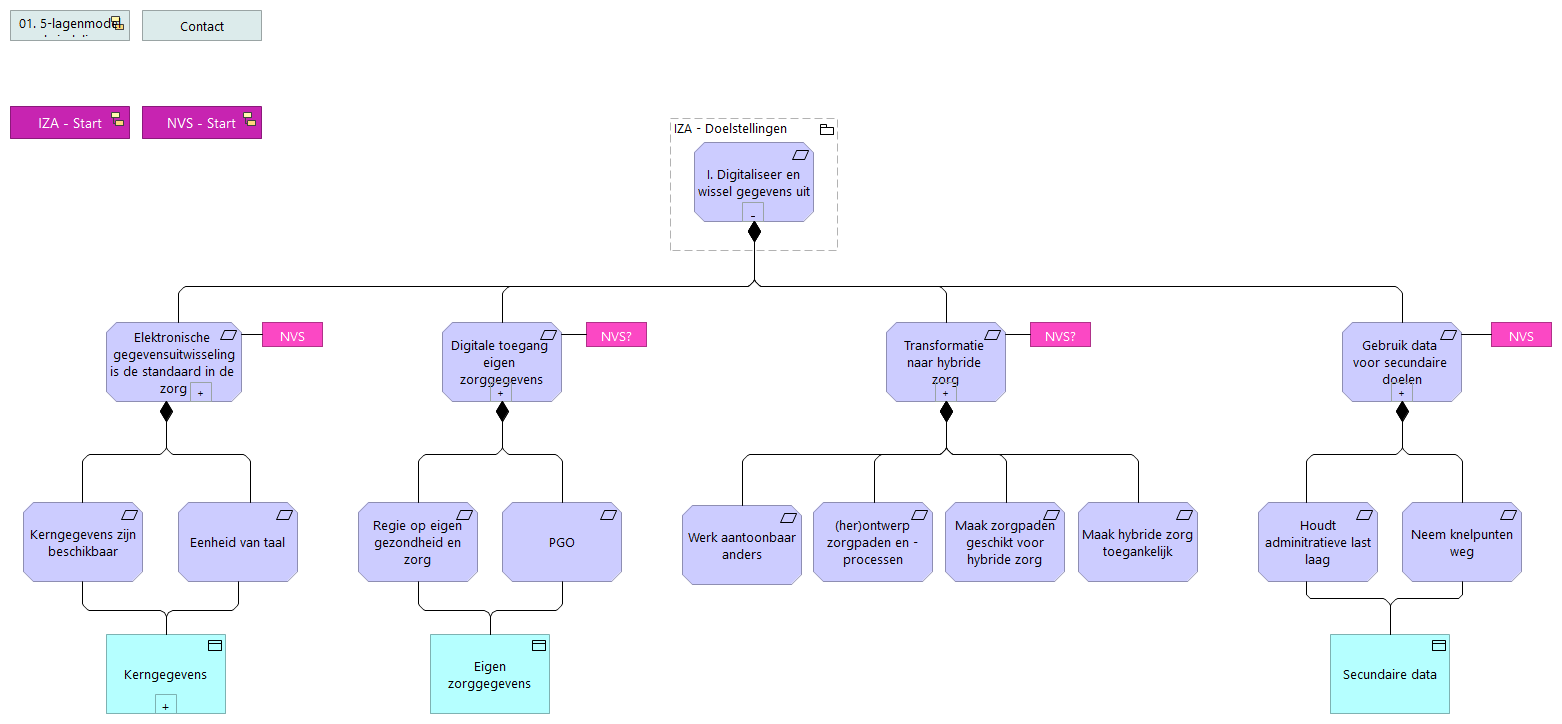 01. 5-lagenmodel
Contact
IZA - Start
NVS - Start
IZA - Doelstellingen
I. Digitaliseer en
wissel gegevens uit
-
Elektronische
gegevensuitwisseling
is de standaard in de
zorg
+
NVS
Digitale toegang
eigen
zorggegevens
+
NVS?
Transformatie
naar hybride
zorg
+
NVS?
Gebruik data
voor secundaire
doelen
+
NVS
Kerngegevens zijn
beschikbaar
Eenheid van taal
Regie op eigen
gezondheid en
zorg
PGO
Werk aantoonbaar
anders
(her)ontwerp
zorgpaden en -
processen
Maak zorgpaden
geschikt voor
hybride zorg
Maak hybride zorg
toegankelijk
Houdt
adminitratieve last
laag
Neem knelpunten
weg
Kerngegevens
+
Eigen
zorggegevens
Secundaire data